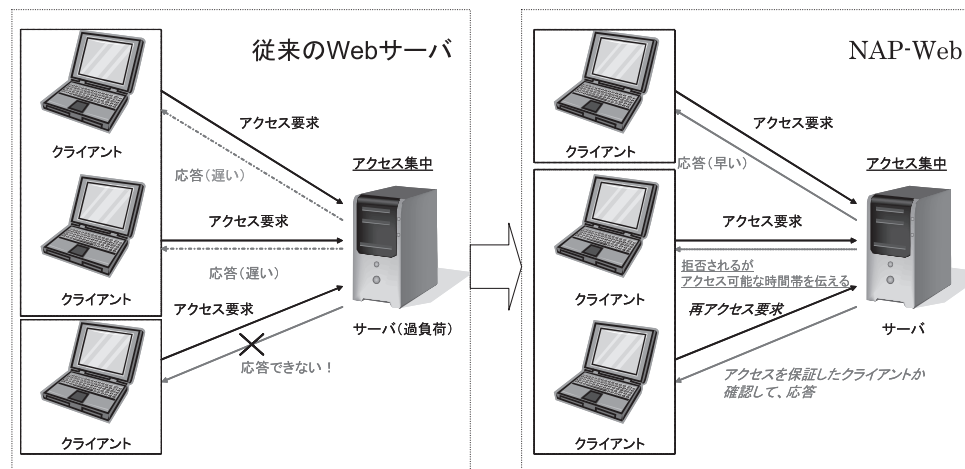 従来のWebサーバ
アクセス要求
クライアント
アクセス集中
応答（遅い）
アクセス要求
応答（遅い）
クライアント
アクセス要求
サーバ（過負荷）
応答できない！
クライアント
NAP-Web
アクセス要求
クライアント
応答（早い）
アクセス集中
アクセス要求
拒否されるが
アクセス可能な時間帯を伝える
クライアント
再アクセス要求
サーバ
アクセスを保証したクライアントか
確認して、応答
クライアント